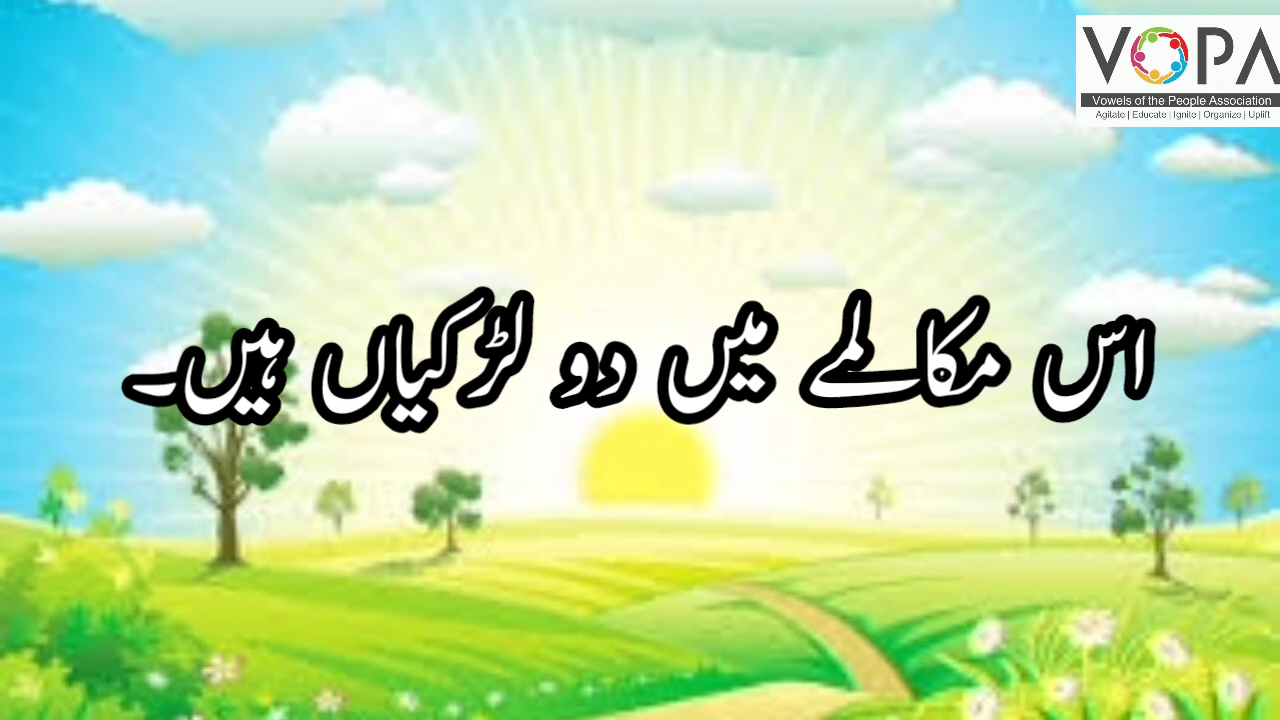 VOPA
Vowels of the People Association
Agitate | Educate | Ignite | Organize | Uplift
اسّ مکالمے میں دو لڑکیاں ہیں۔